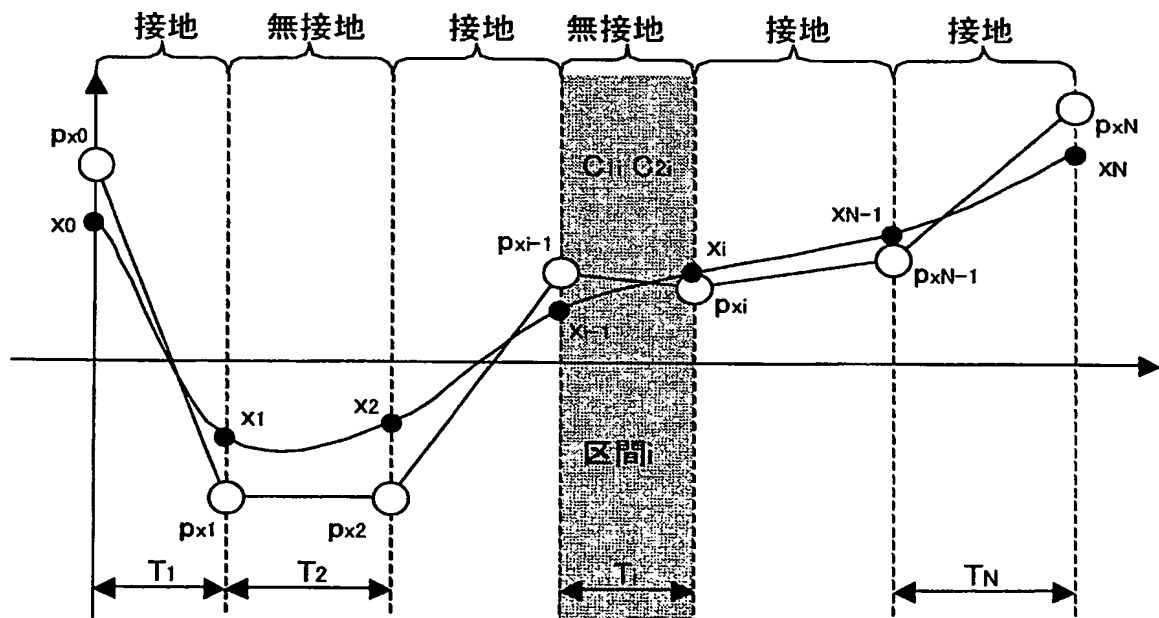 接地 無接地 接地 無接地 接地 接地
px0
x0
x1
px1
x2
px2
pxi-1
xi-1
C1i C2i
xi
pxi
xN-1
pxN-1
pxN
xN
区間i
T1 T2 Ti TN